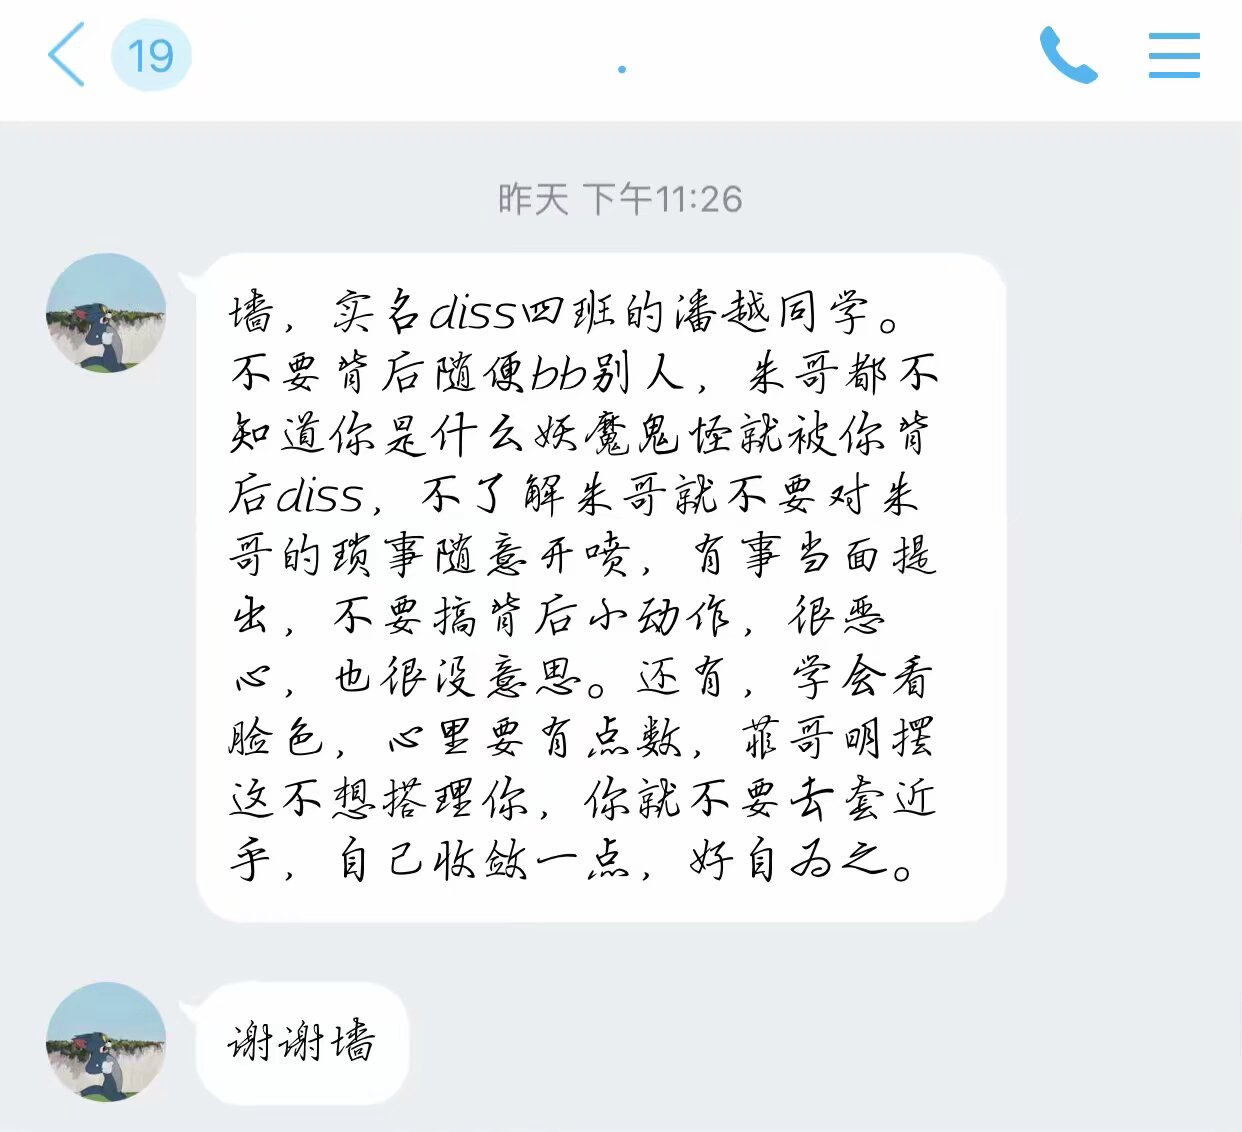 19
昨天 下午11:26
墙，实名diss四班的潘越同学。
不要背后随便bb别人，朱哥都不
知道你是什么妖魔鬼怪就被你背
后diss，不了解朱哥就不要对朱
哥的琐事随意开喷，有事当面提
出，不要搞背后小动作，很恶
心，也很没意思。还有，学会看
脸色，心里要有点数，菲哥明摆
这不想搭理你，你就不要去套近
乎，自己收敛一点，好自为之。
谢谢墙